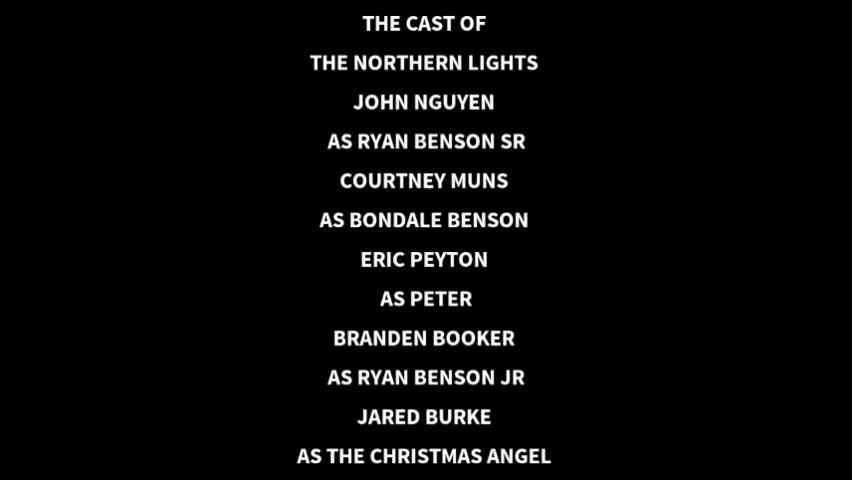 THE CAST OF
THE NORTHERN LIGHTS
JOHN NGUYEN
AS RYAN BENSON SR
COURTNEY MUNS
AS BONDALE BENSON
ERIC PEYTON
AS PETER
BRANDEN BOOKER
AS RYAN BENSON JR
JARED BURKE
AS THE CHRISTMAS ANGEL